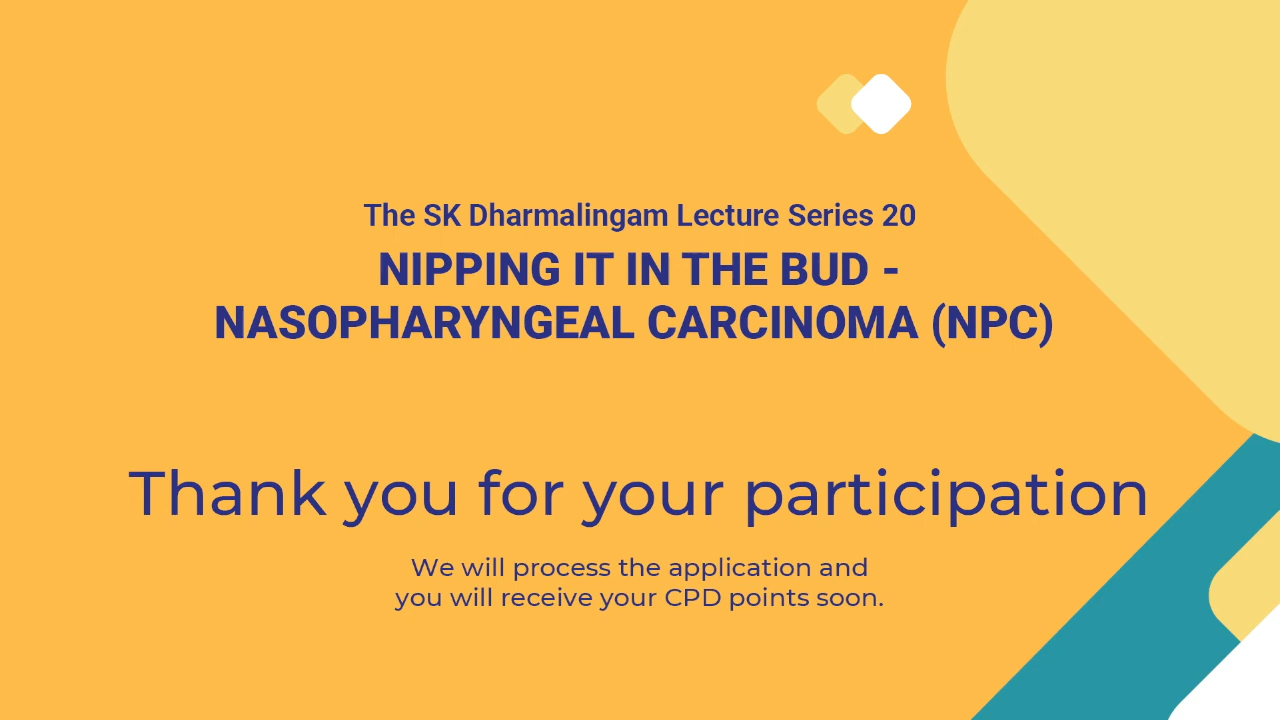 The SK Dharmalingam Lecture Series 20
NIPPING IT IN THE BUD -
NASOPHARYNGEAL CARCINOMA (NPC)
Thank you for your participation
We will process the application and
you will receive your CPD points soon.